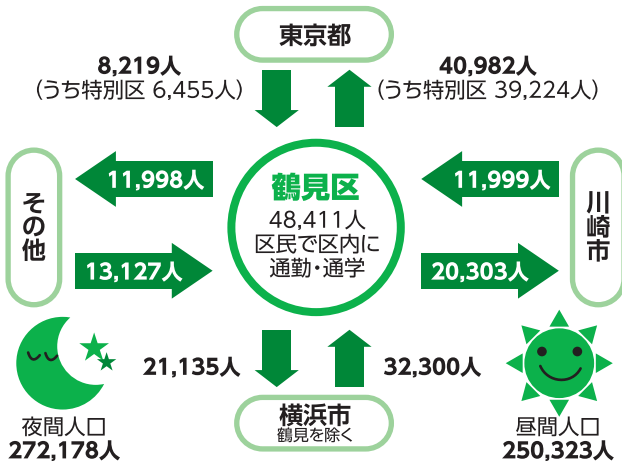 東京都
8,219人
（うち特別区 6,455人）
40,982人
（うち特別区 39,224人）
その他
11,998人
13,127人
鶴見区
48,411人
区民で区内に
通勤・通学
11,999人
20,303人
川崎市
21,135人
32,300人
横浜市
鶴見を除く
夜間人口
272,178人
昼間人口
250,323人